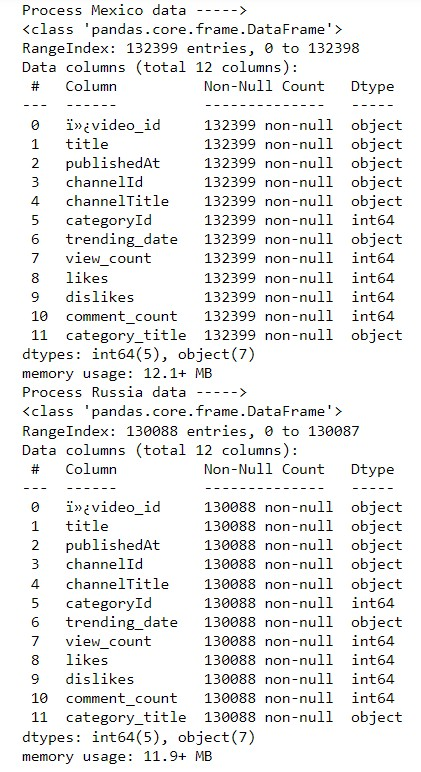 Process Mexico data ----->
<class 'pandas.core.frame.DataFrame'>
RangeIndex: 132399 entries, 0 to 132398
Data columns (total 12 columns):
 #   Column          Non-Null Count   Dtype
---  ------          --------------   -----
 0   ï»¿video_id     132399 non-null  object
 1   title           132399 non-null  object
 2   publishedAt     132399 non-null  object
 3   channelId       132399 non-null  object
 4   channelTitle    132399 non-null  object
 5   categoryId      132399 non-null  int64
 6   trending_date   132399 non-null  object
 7   view_count      132399 non-null  int64
 8   likes           132399 non-null  int64
 9   dislikes        132399 non-null  int64
 10  comment_count   132399 non-null  int64
 11  category_title  132399 non-null  object
dtypes: int64(5), object(7)
memory usage: 12.1+ MB
Process Russia data ----->
<class 'pandas.core.frame.DataFrame'>
RangeIndex: 130088 entries, 0 to 130087
Data columns (total 12 columns):
 #   Column          Non-Null Count   Dtype
---  ------          --------------   -----
 0   ï»¿video_id     130088 non-null  object
 1   title           130088 non-null  object
 2   publishedAt     130088 non-null  object
 3   channelId       130088 non-null  object
 4   channelTitle    130088 non-null  object
 5   categoryId      130088 non-null  int64
 6   trending_date   130088 non-null  object
 7   view_count      130088 non-null  int64
 8   likes           130088 non-null  int64
 9   dislikes        130088 non-null  int64
 10  comment_count   130088 non-null  int64
 11  category_title  130088 non-null  object
dtypes: int64(5), object(7)
memory usage: 11.9+ MB